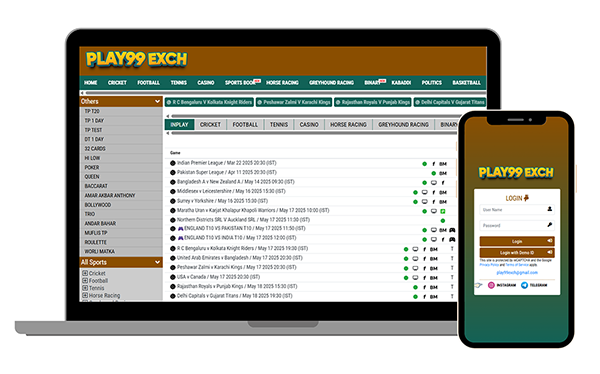 PLAY99 EXCH
HOME CRICKET FOOTBALL TENNIS CASINO SPORTS BOOK HORSE RACING GREYHOUND RACING BINARY KABADDI POLITICS BASKETBALL
Others
R C Bengaluru V Kolkata Knight Riders Peshawar Zalmi V Karachi Kings Rajasthan Royals V Punjab Kings Delhi Capitals V Gujarat Titans
TP T20
TP 1 DAY
TP TEST
DT 1 DAY
32 CARDS
HI LOW
POKER
QUEEN
BACCARAT
AMAR AKBAR ANTHONY
BOLLYWOOD
TRIO
ANDAR BAHAR
MUFLIS TP
ROULETTE
WORLI MATKA
All Sports
Cricket
Football
Tennis
Horse Racing
INPLAY CRICKET FOOTBALL TENNIS CASINO HORSE RACING GREYHOUND RACING BINAR
Game
Indian Premier League / Mar 22 2025 20:30 (IST) f BM
Pakistan Super League / Apr 11 2025 20:30 (IST) f BM
Bangladesh A v New Zealand A / May 14 2025 09:30 (IST) f
Middlesex v Leicestershire / May 16 2025 15:30 (IST) f BM
Surrey v Yorkshire / May 16 2025 15:30 (IST) f BM
Maratha Uran v Karjat Khalapur Khopoli Warriors / May 17 2025 10:00 (IST)
Northern Districts SRL V Auckland SRL / May 17 2025 11:30 (IST)
ENGLAND T10 VS PAKISTAN T10 / May 17 2025 11:50 (IST) BM
ENGLAND T10 VS INDIA T10 / May 17 2025 12:00 (IST) f
R C Bengaluru v Kolkata Knight Riders / May 17 2025 19:30 (IST) f BM
United Arab Emirates v Bangladesh / May 17 2025 20:30 (IST) f BM
Peshawar Zalmi v Karachi Kings / May 17 2025 20:30 (IST) f BM
USA v Canada / May 17 2025 21:30 (IST) f BM
Rajasthan Royals v Punjab Kings / May 18 2025 15:30 (IST) f BM
Delhi Capitals v Gujarat Titans / May 18 2025 19:30 (IST) f BM
PLAY99 EXCH
LOGIN
User Name
Password
Login
Login with Demo ID
This site is protected by reCAPTCHA and the Google
Privacy Policy and Terms of Service apply.
play99exch@gmail.com
INSTAGRAM TELEGRAM